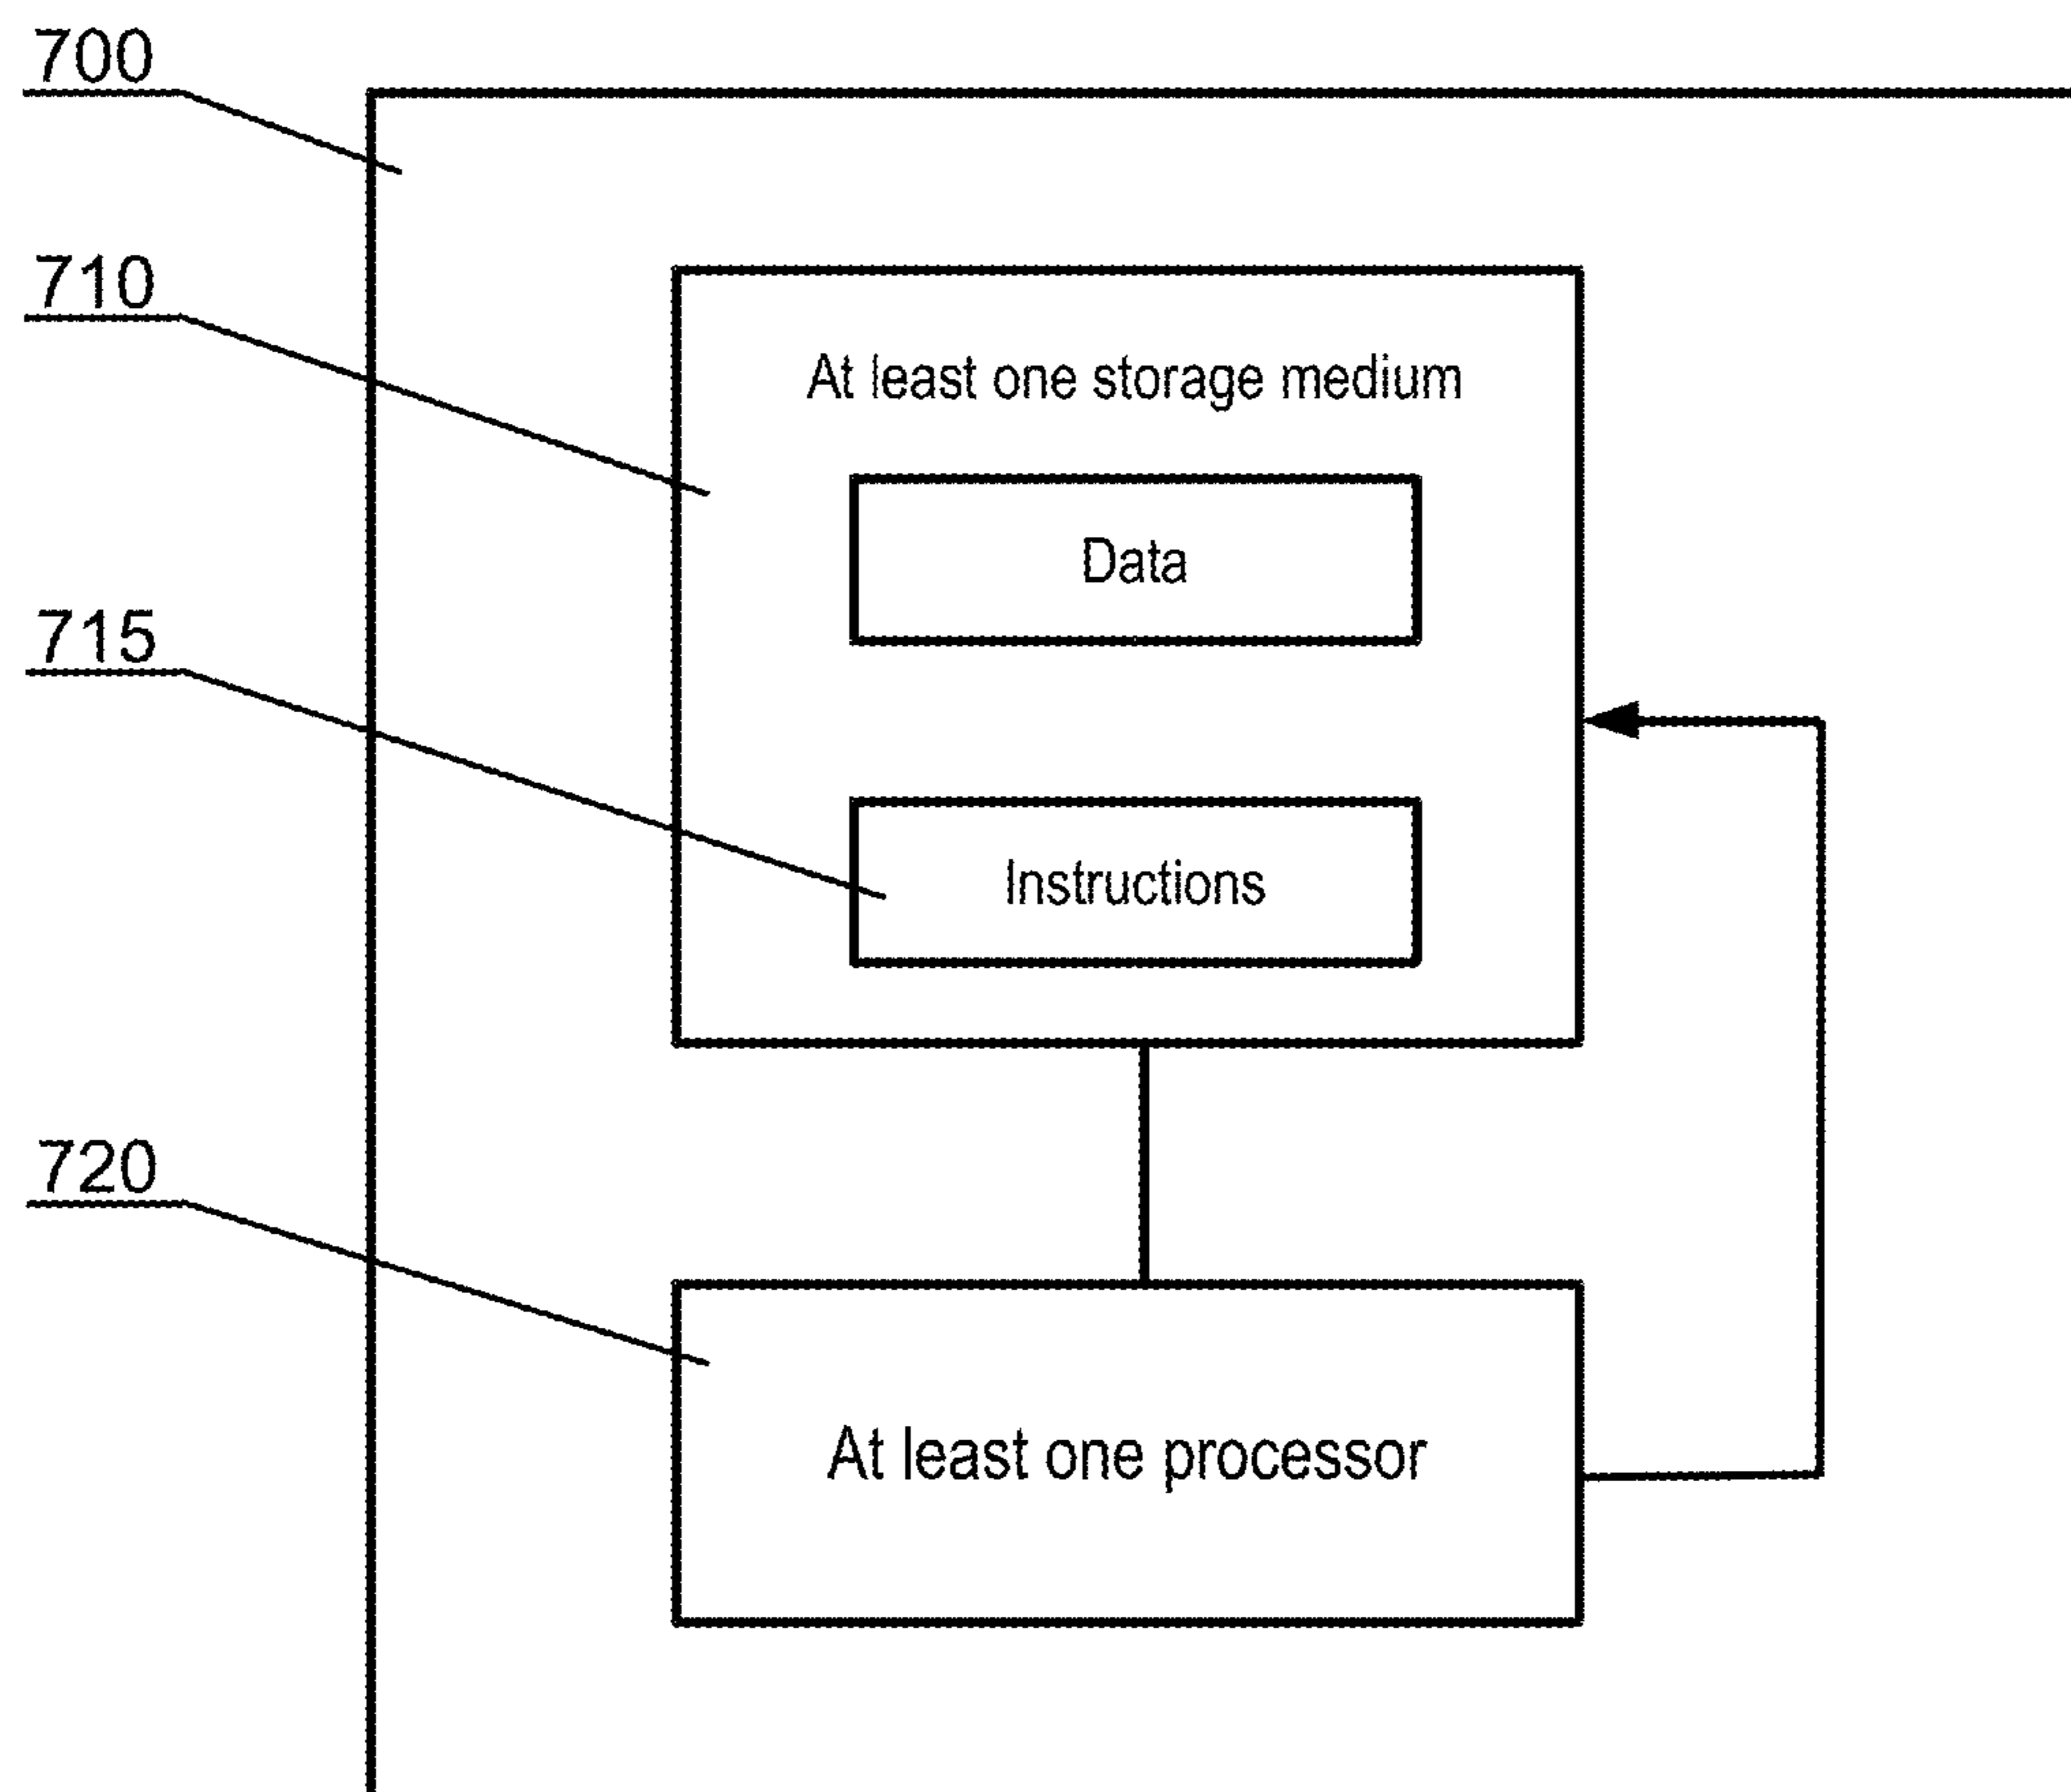 700
710
At least one storage medium
Data
715
Instructions
720
At least one processor